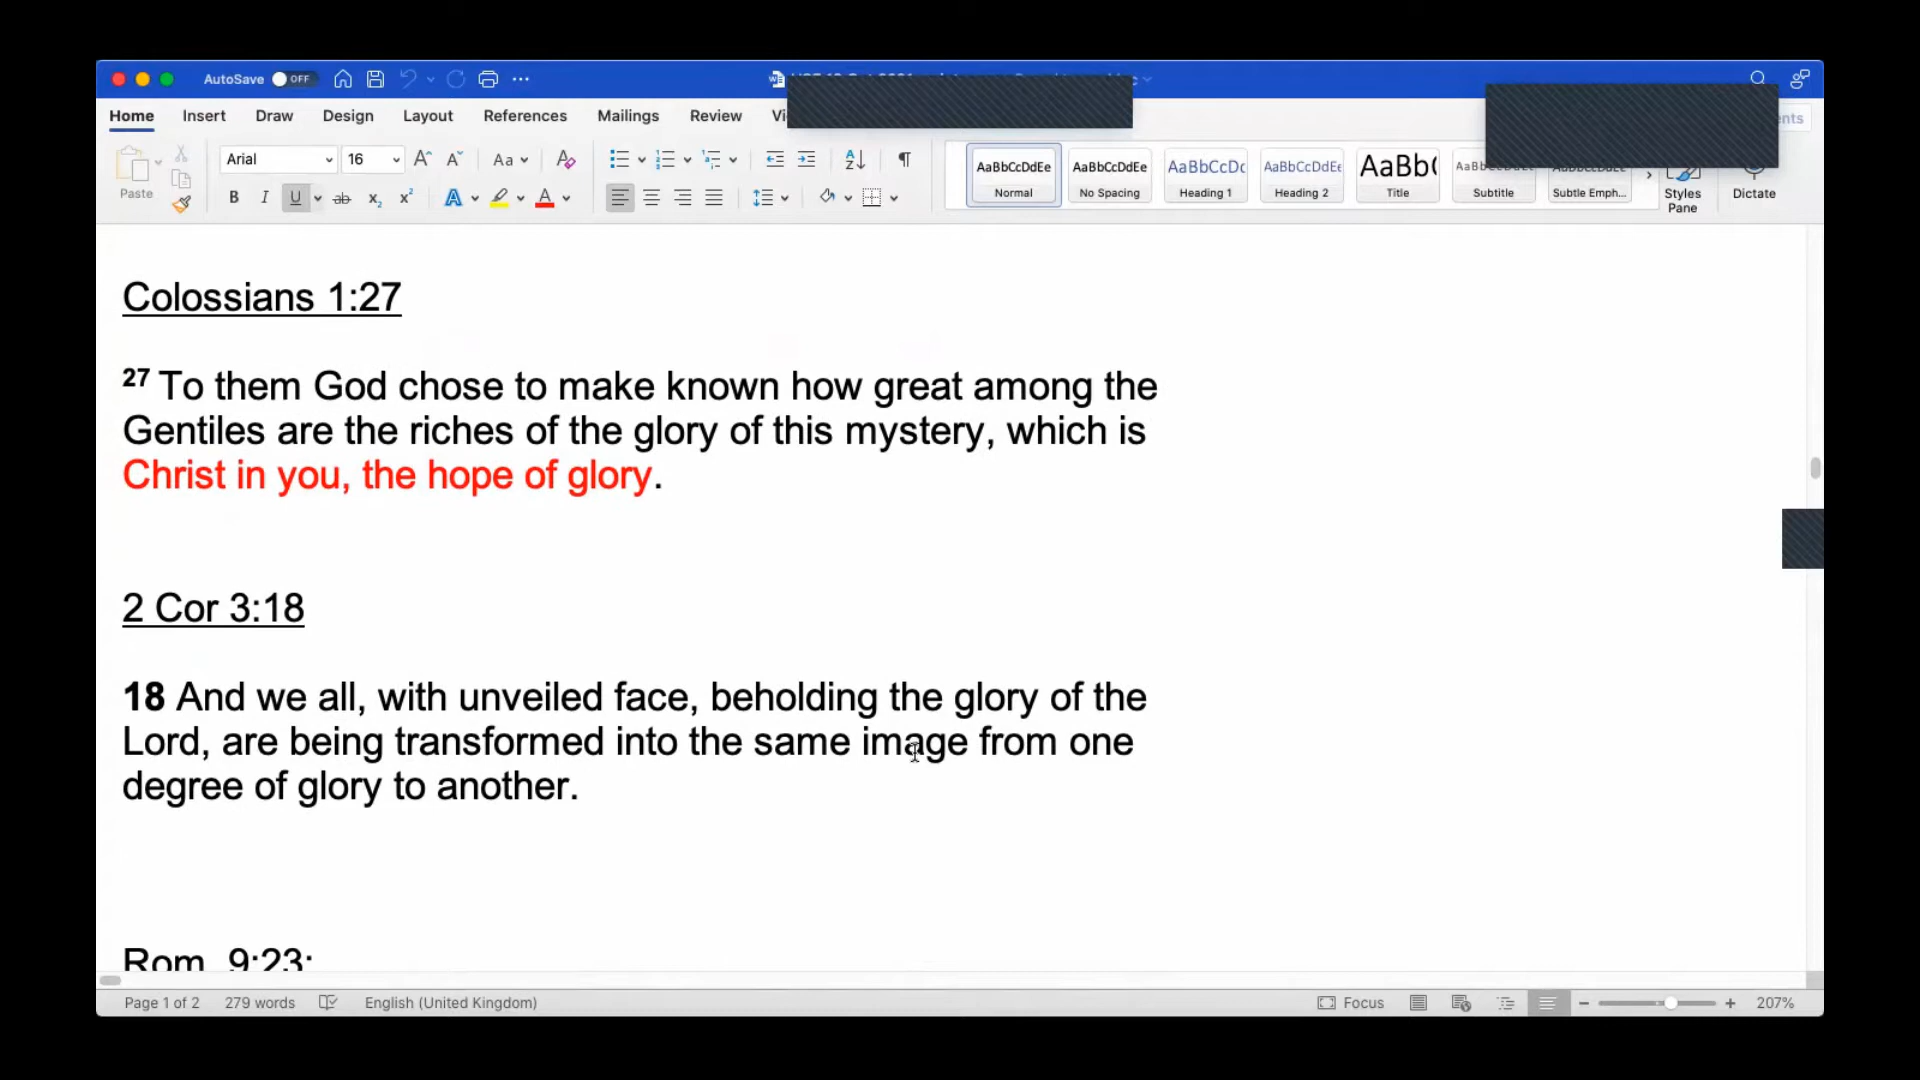 AutoSave OFF
Home Insert Draw Design Layout References Mailings Review
Paste
Arial 16
Aa
AaBbCcDdEe AaBbCcDdEe AaBbCcDc AaBbCcDdEe AaBb(
Normal No Spacing Heading 1 Heading 2 Title Subtitle Subtle Emph... Styles Pane Dictate
Colossians 1:27
27 To them God chose to make known how great among the
Gentiles are the riches of the glory of this mystery, which is
Christ in you, the hope of glory.
2 Cor 3:18
18 And we all, with unveiled face, beholding the glory of the
Lord, are being transformed into the same image from one
degree of glory to another.
Rom 9:23:
Page 1 of 2 279 words English (United Kingdom) Focus 207%